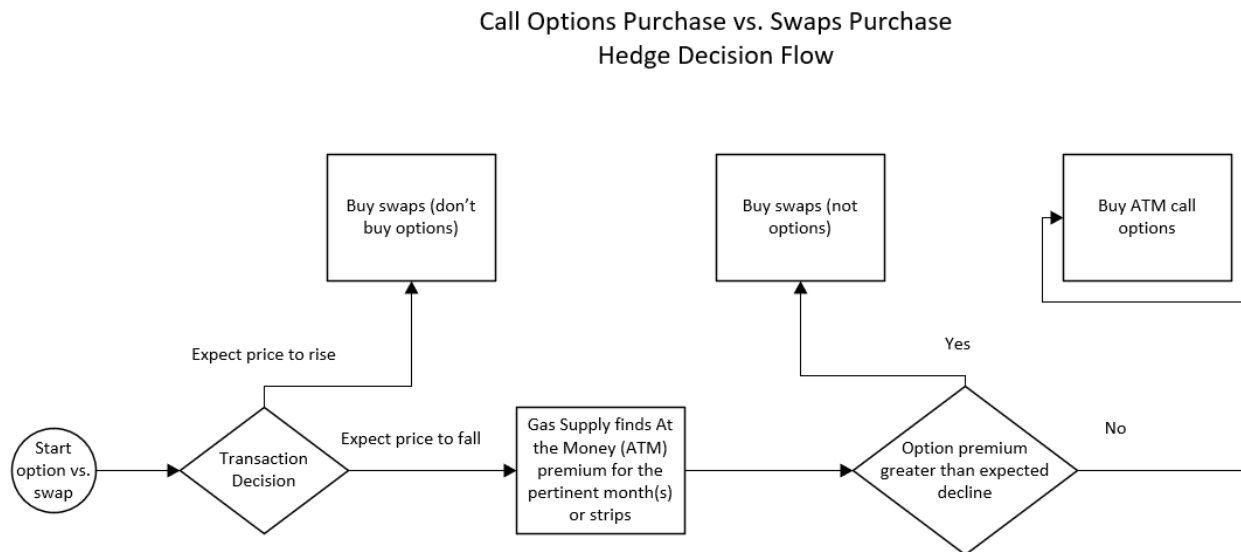 Call Options Purchase vs. Swaps Purchase
Hedge Decision Flow
Buy swaps (don’t
buy options)
Buy swaps (not
options)
Buy ATM call
options
Expect price to rise
Yes
Start
option vs.
swap
Transaction
Decision
Expect price to fall
Gas Supply finds At
the Money (ATM)
premium for the
pertinent month(s)
or strips
Option premium
greater than expected
decline
No